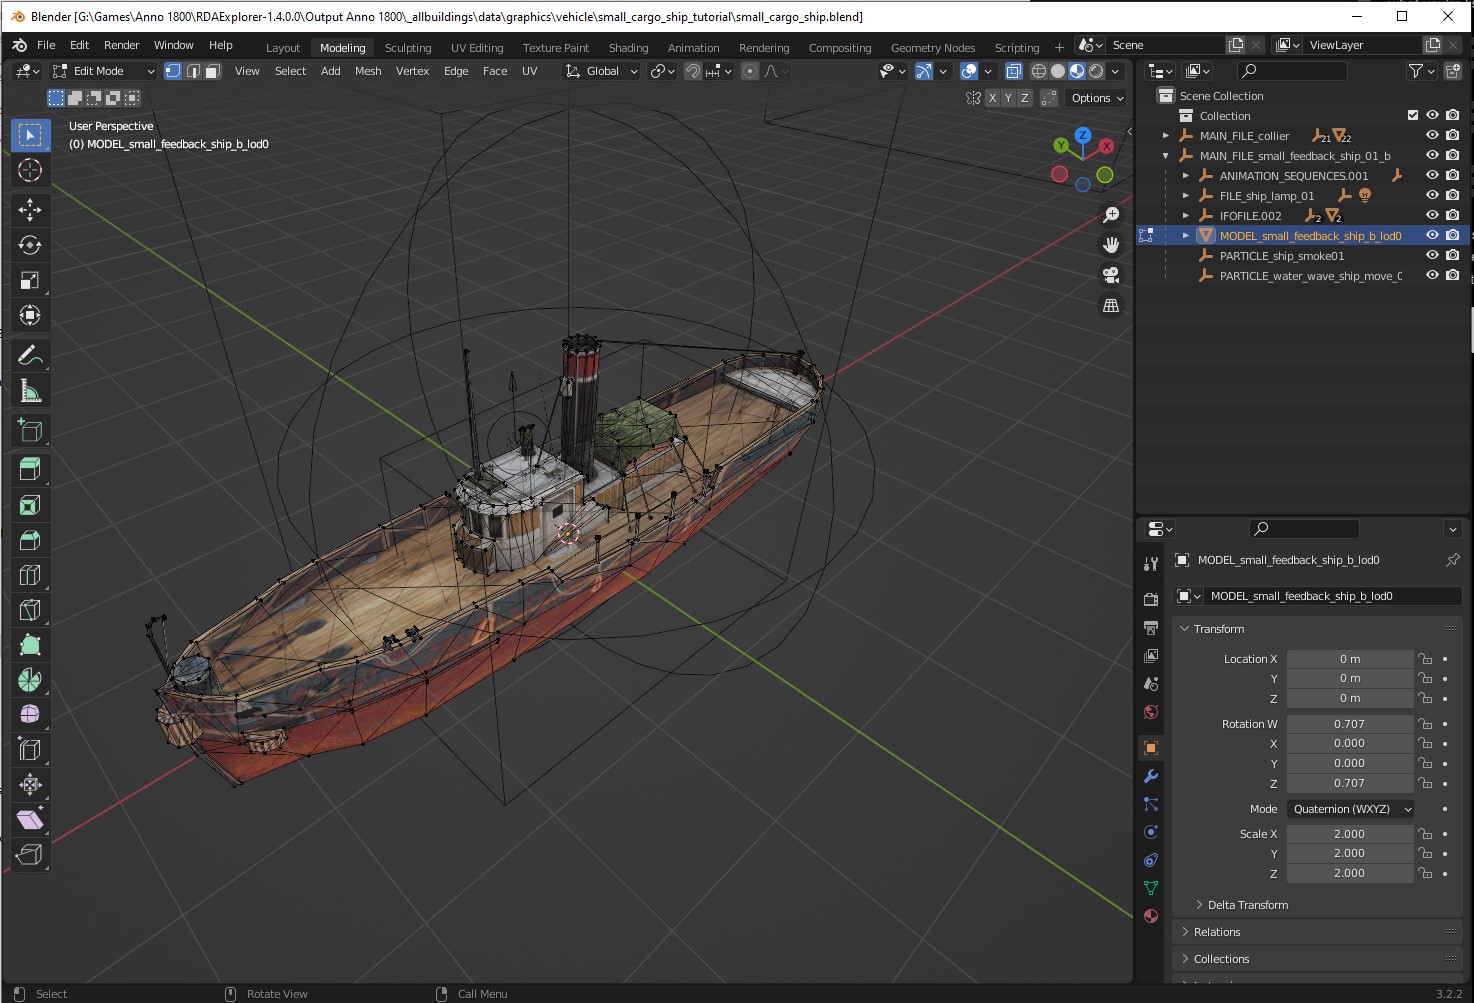 Blender [G:\Games\Anno 1800\RDAExplorer-1.4.0.0\Output Anno 1800\_allbuildings\data\graphics\vehicle\small_cargo_ship_tutorial\small_cargo_ship.blend]
File Edit Render Window Help Layout Modeling Sculpting UV Editing Texture Paint Shading Animation Rendering Compositing Geometry Nodes Scripting + Scene ViewLayer
Edit Mode View Select Add Mesh Vertex Edge Face UV Global
X Y Z Options
Scene Collection
Collection
MAIN_FILE_collier 21 22
MAIN_FILE_small_feedback_ship_01_b
ANIMATION_SEQUENCES.001
FILE_ship_lamp_01
IFOFILE.002 2 2
MODEL_small_feedback_ship_b_lod0
PARTICLE_ship_smoke01
PARTICLE_water_wave_ship_move_0
User Perspective
(0) MODEL_small_feedback_ship_b_lod0
Z
Y X
MODEL_small_feedback_ship_b_lod0
MODEL_small_feedback_ship_b_lod0
Transform
Location X 0 m
Y 0 m
Z 0 m
Rotation W 0.707
X 0.000
Y 0.000
Z 0.707
Mode Quaternion (WXYZ)
Scale X 2.000
Y 2.000
Z 2.000
Delta Transform
Relations
Collections
Select Rotate View Call Menu 3.2.2